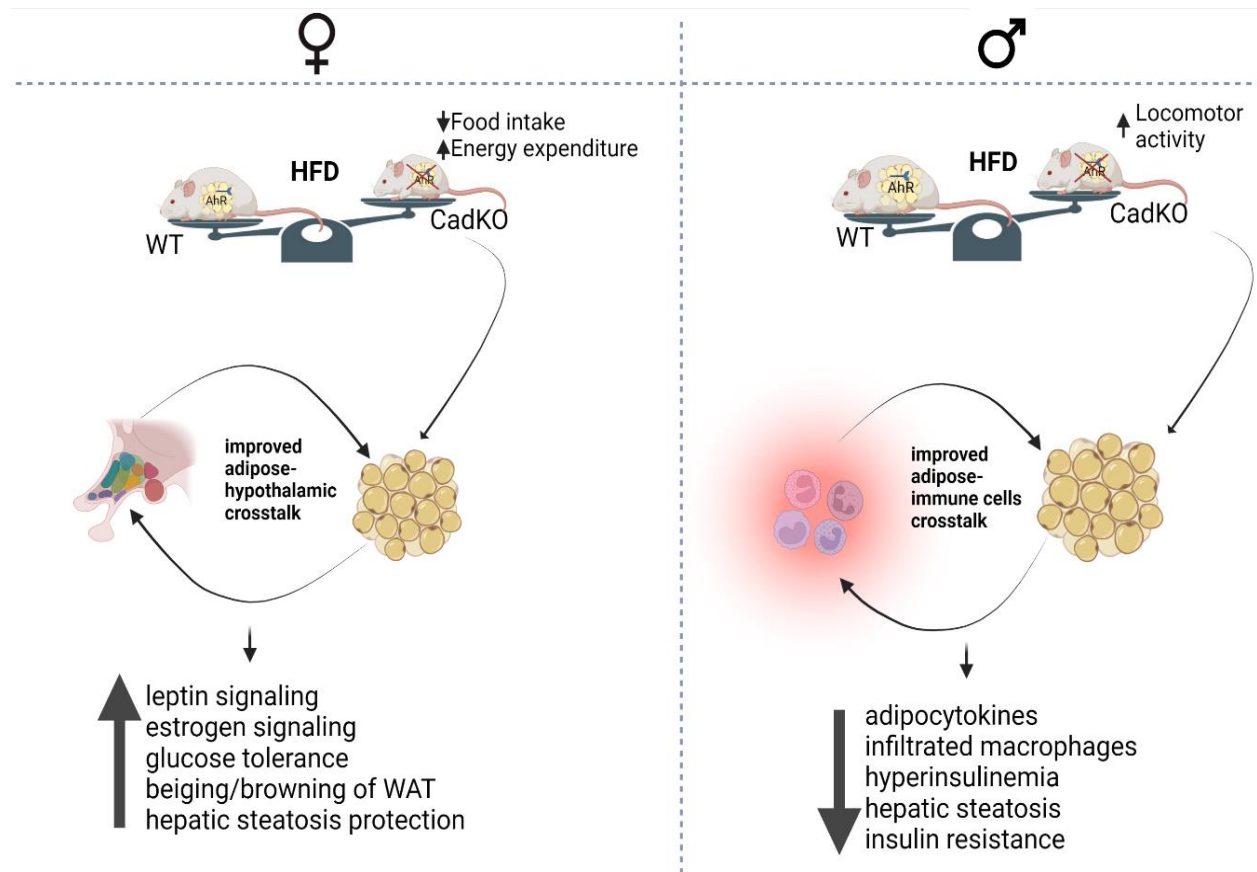 ♀
Food intake
Energy expenditure
HFD
AhR
AhR
WT
CadKO
improved
adipose-
hypothalamic
crosstalk
leptin signaling
estrogen signaling
glucose tolerance
beiging/browning of WAT
hepatic steatosis protection
♂
Locomotor
activity
HFD
AhR
AhR
WT
CadKO
improved
adipose-
immune cells
crosstalk
adipocytokines
infiltrated macrophages
hyperinsulinemia
hepatic steatosis
insulin resistance